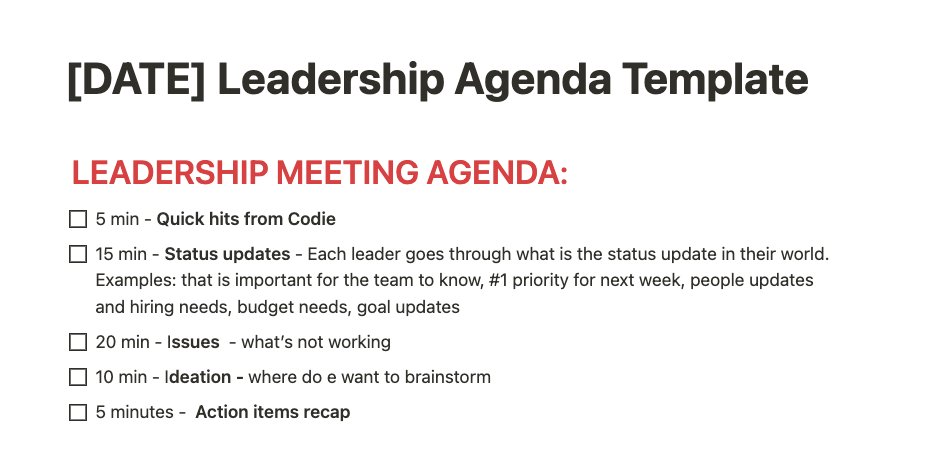 [DATE] Leadership Agenda Template
LEADERSHIP MEETING AGENDA:
5 min - Quick hits from Codie
15 min - Status updates - Each leader goes through what is the status update in their world.
Examples: that is important for the team to know, #1 priority for next week, people updates
and hiring needs, budget needs, goal updates
20 min - Issues  - what's not working
10 min - Ideation - where do e want to brainstorm
5 minutes -  Action items recap